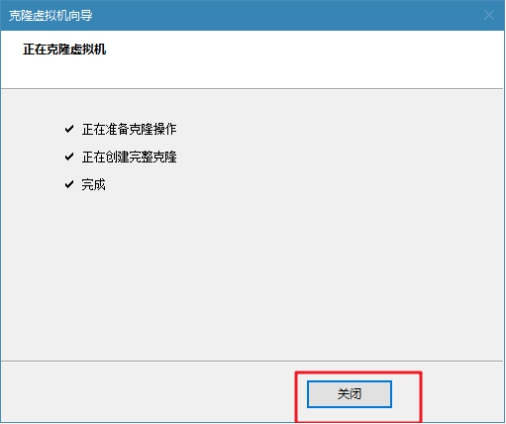 克隆虚拟机向导
正在克隆虚拟机
正在准备克隆操作
正在创建完整克隆
完成
关闭